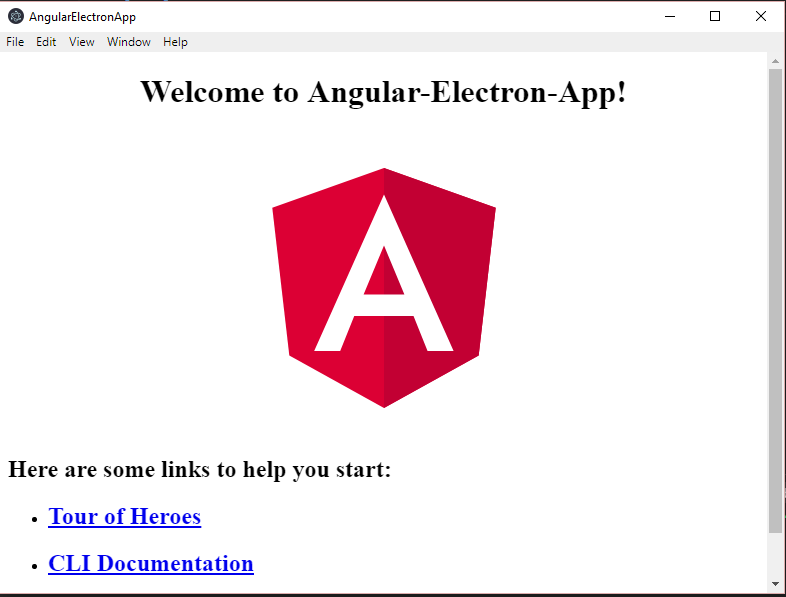 AngularElectronApp
File Edit View Window Help
Welcome to Angular-Electron-App!
A
Here are some links to help you start:
Tour of Heroes
CLI Documentation